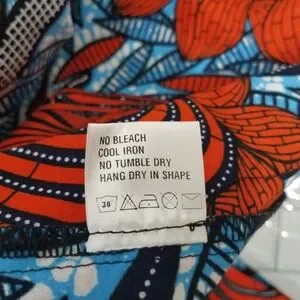 NO BLEACH
COOL IRON
NO TUMBLE DRY
HANG DRY IN SHAPE
30